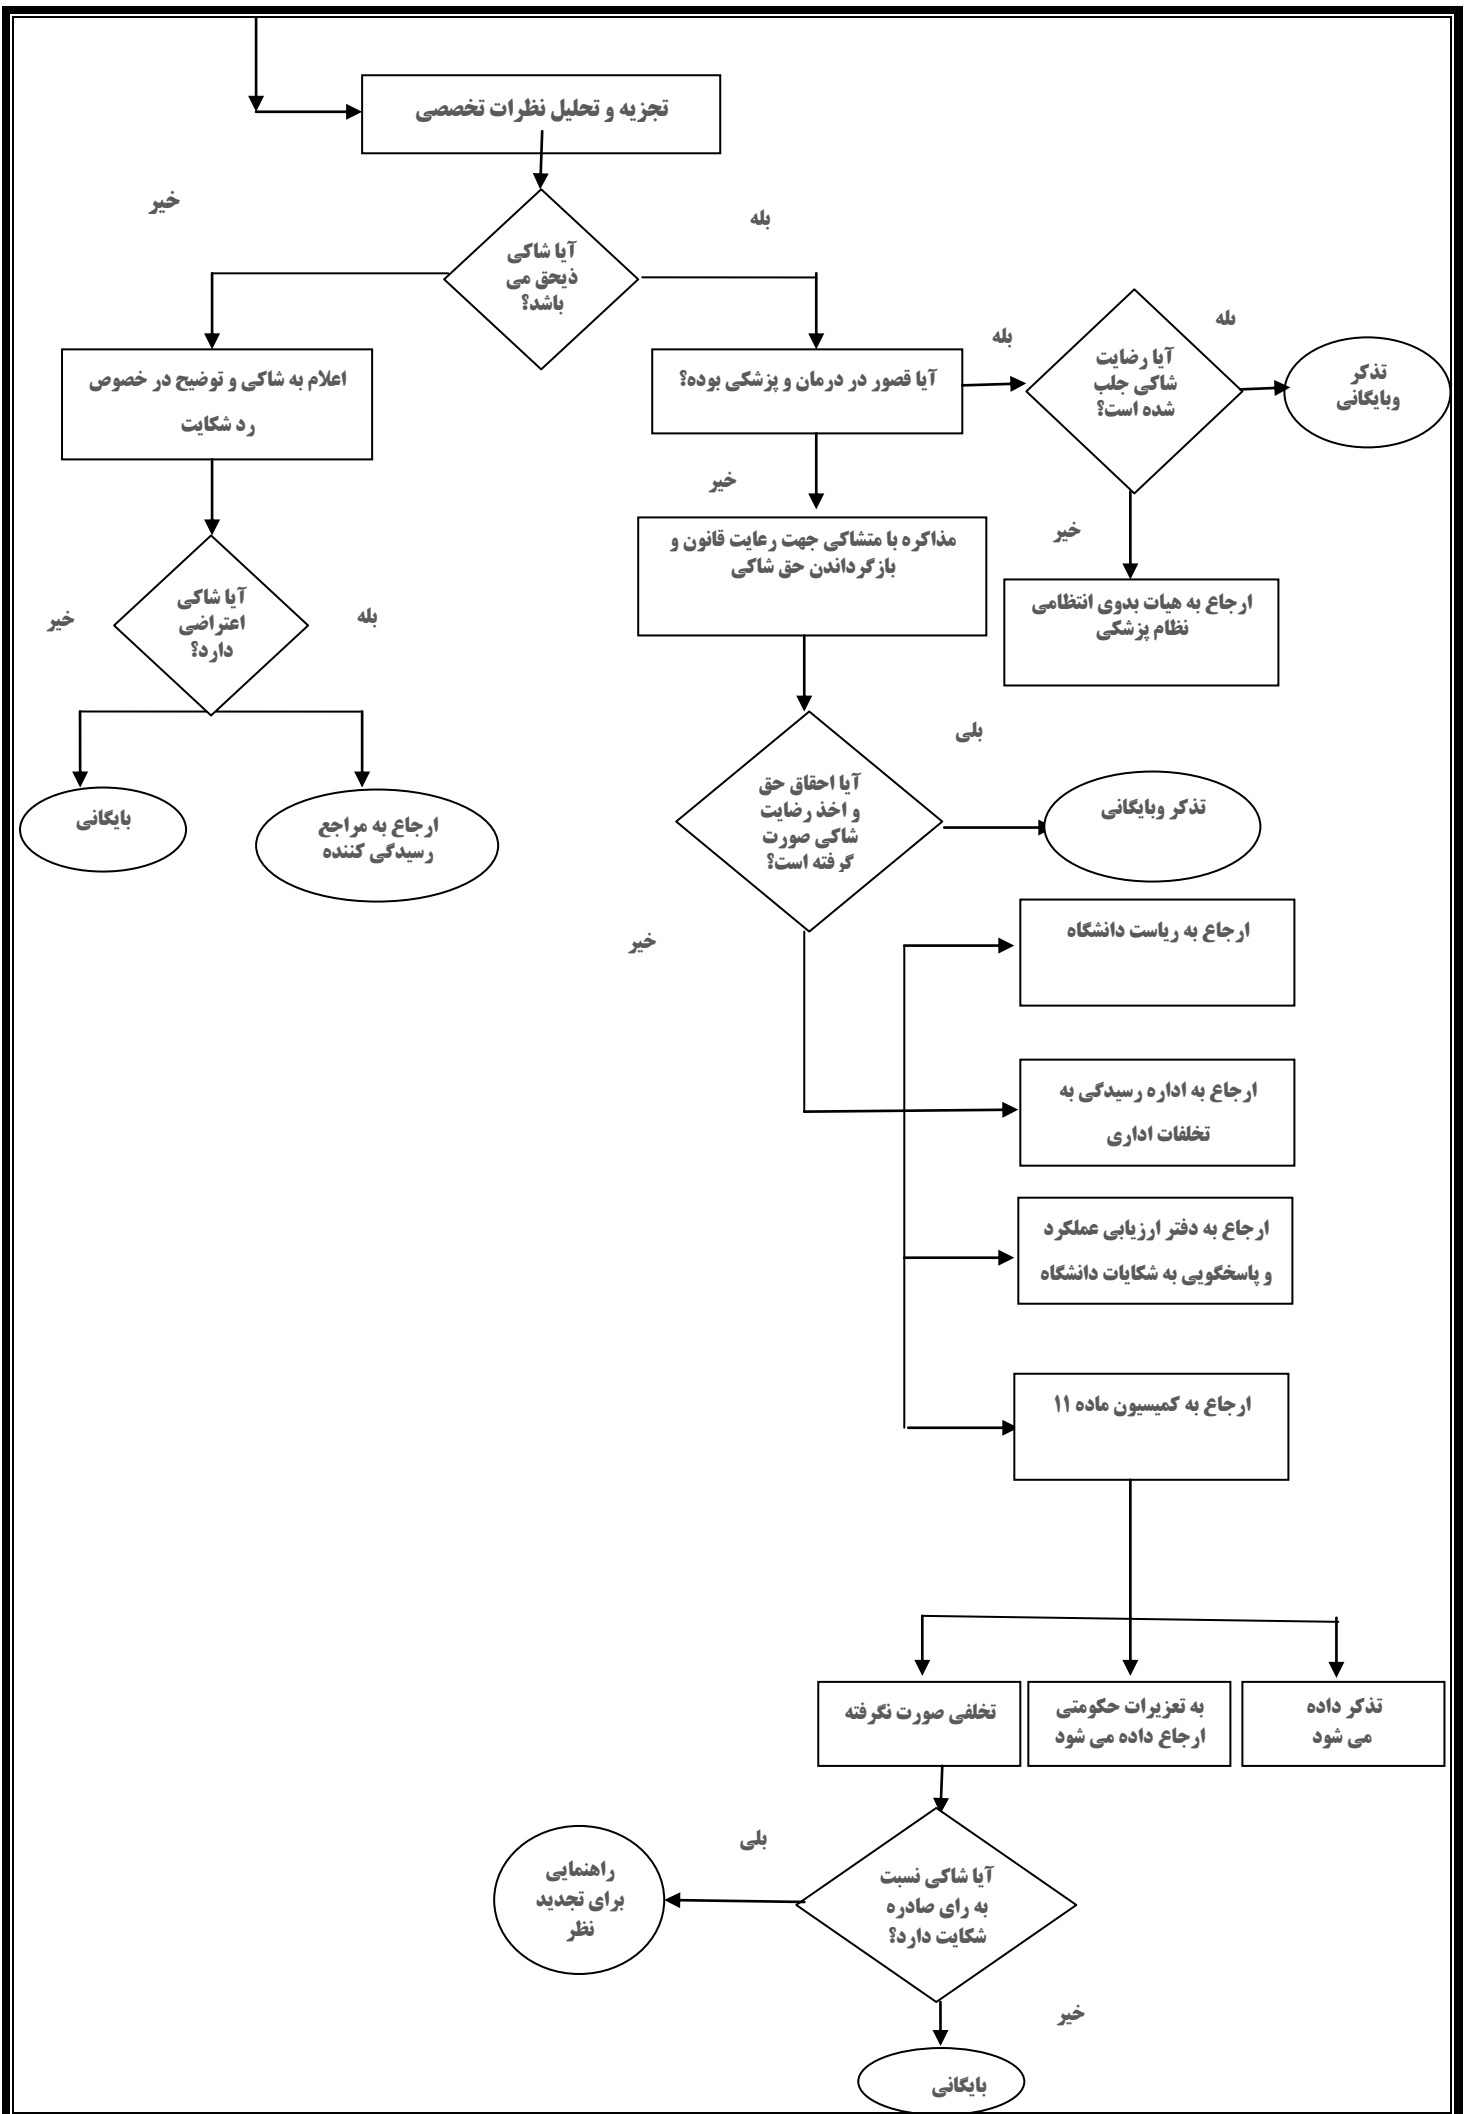 تجزیه و تحلیل نظرات تخصصی
خیر
بله
آیا شاکی
ذیحق می
باشد؟
بله
بله
اعلام به شاکی و توضیح در خصوص
رد شکایت
آیا قصور در درمان و پزشکی بوده؟
آیا رضایت
شاکی جلب
شده است؟
تذکر
وبایگانی
خیر
خیر
مذاکره با متشاکی جهت رعایت قانون و
بازگرداندن حق شاکی
ارجاع به هیات بدوی انتظامی
نظام پزشکی
خیر
آیا شاکی
اعتراضی
دارد؟
بله
بایگانی
ارجاع به مراجع
رسیدگی کننده
بلی
آیا احقاق حق
و اخذ رضایت
شاکی صورت
گرفته است؟
تذکر وبایگانی
خیر
ارجاع به ریاست دانشگاه
ارجاع به اداره رسیدگی به
تخلفات اداری
ارجاع به دفتر ارزیابی عملکرد
و پاسخگویی به شکایات دانشگاه
ارجاع به کمیسیون ماده ۱۱
تذکر داده
می شود
به تعزیرات حکومتی
ارجاع داده می شود
تخلفی صورت نگرفته
بلی
آیا شاکی نسبت
به رای صادره
شکایت دارد؟
راهنمایی
برای تجدید
نظر
خیر
بایگانی